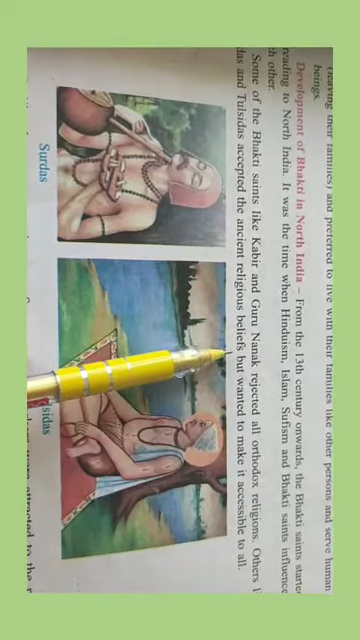 (leaving their families) and preferred to live with their families like other persons and serve human
beings.
Development of Bhakti in North India – From the 13th century onwards, the Bhakti saints starte
reading to North India. It was the time when Hinduism, Islam, Sufism and Bhakti saints influence
h other.
Some of the Bhakti saints like Kabir and Guru Nanak rejected all orthodox religions. Others l
das and Tulsidas accepted the ancient religious beliefs but wanted to make it accessible to all.
Surdas
sidas
were attracted to the r